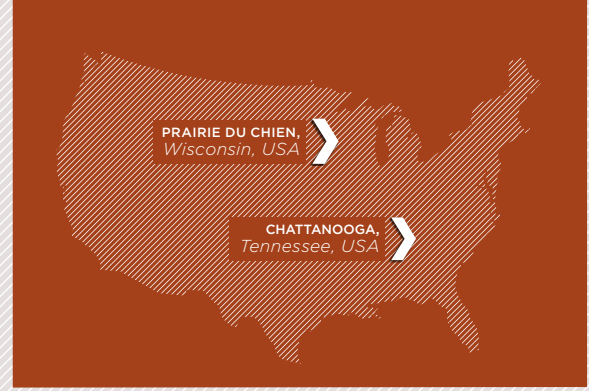 PRAIRIE DU CHIEN,
Wisconsin, USA
CHATTANOOGA,
Tennessee, USA